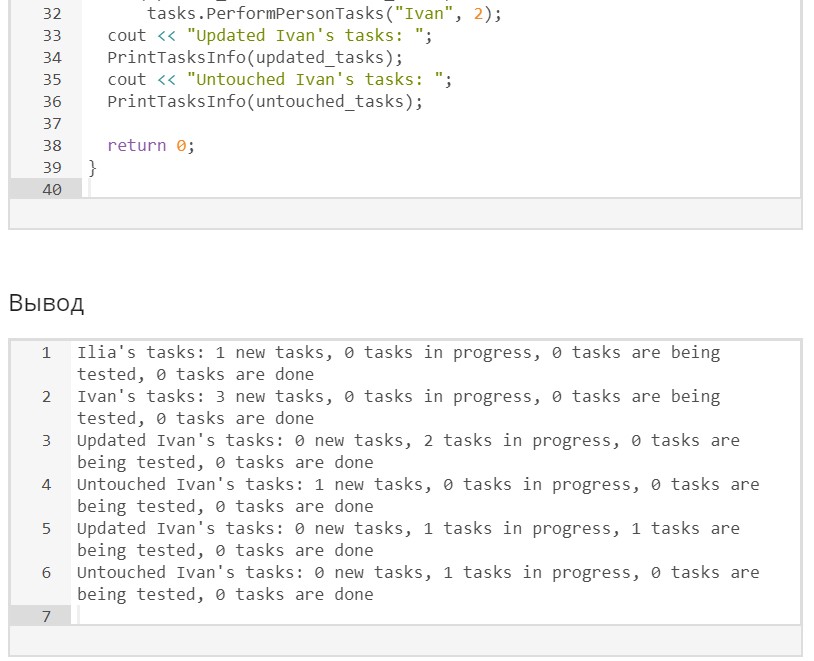 32 tasks.PerformPersonTasks("Ivan", 2);
33 cout << "Updated Ivan's tasks: ";
34 PrintTasksInfo(updated_tasks);
35 cout << "Untouched Ivan's tasks: ";
36 PrintTasksInfo(untouched_tasks);
37
38 return 0;
39 }
40
Вывод
1 Ilia's tasks: 1 new tasks, 0 tasks in progress, 0 tasks are being
tested, 0 tasks are done
2 Ivan's tasks: 3 new tasks, 0 tasks in progress, 0 tasks are being
tested, 0 tasks are done
3 Updated Ivan's tasks: 0 new tasks, 2 tasks in progress, 0 tasks are
being tested, 0 tasks are done
4 Untouched Ivan's tasks: 1 new tasks, 0 tasks in progress, 0 tasks are
being tested, 0 tasks are done
5 Updated Ivan's tasks: 0 new tasks, 1 tasks in progress, 1 tasks are
being tested, 0 tasks are done
6 Untouched Ivan's tasks: 0 new tasks, 1 tasks in progress, 0 tasks are
being tested, 0 tasks are done
7